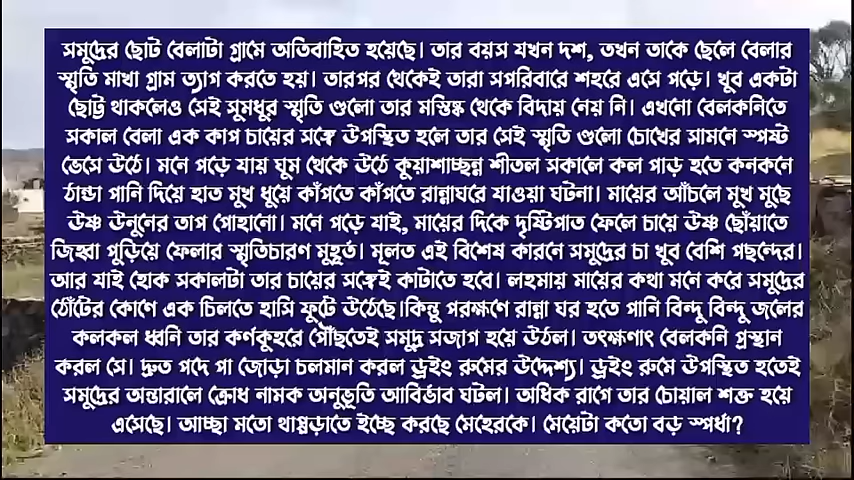 সমুদ্রের ছোট বেলাটা গ্রামে অতিবাহিত হয়েছে। তার বয়স যখন দশ, তখন তাকে ছেলে বেলার
স্মৃতি মাখা গ্রাম ত্যাগ করতে হয়। তারপর থেকেই তারা সপরিবারে শহরে এসে পড়ে। খুব একটা
ছোট্ট থাকলেও সেই সুমধুর স্মৃতি গুলো তার মস্তিষ্ক থেকে বিদায় নেয় নি। এখনো বেলকনিতে
সকাল বেলা এক কাপ চায়ের সঙ্গে উপস্থিত হলে তার সেই স্মৃতি গুলো চোখের সামনে স্পষ্ট
ভেসে উঠে। মনে পড়ে যায় ঘুম থেকে উঠে কুয়াশাচ্ছন্ন শীতল সকালে কল পাড় হতে কনকনে
ঠান্ডা পানি দিয়ে হাত মুখ ধুয়ে কাঁপতে কাঁপতে রান্নাঘরে যাওয়া ঘটনা। মায়ের আঁচলে মুখ মুছে
উষ্ণ উনুনের তাপ পোহানো। মনে পড়ে যাই, মায়ের দিকে দৃষ্টিপাত ফেলে চায়ে উষ্ণ ছোঁয়াতে
জিহ্বা পুড়িয়ে ফেলার স্মৃতিচারণ মুহূর্ত। মূলত এই বিশেষ কারনে সমুদ্রের চা খুব বেশি পছন্দের।
আর যাই হোক সকালটা তার চায়ের সঙ্গেই কাটাতে হবে। লহমায় মায়ের কথা মনে করে সমুদ্রের
ঠোঁটের কোণে এক চিলতে হাসি ফুটে উঠেছে।কিন্তু পরক্ষণে রান্না ঘর হতে পানি বিন্দু বিন্দু জলের
কলকল ধ্বনি তার কর্ণকুহরে পৌঁছতেই সমুদ্র সজাগ হয়ে উঠল। তৎক্ষণাৎ বেলকনি প্রস্থান
করল সে। দ্রুত পদে পা জোড়া চলমান করল ড্রইং রুমের উদ্দেশ্য। ড্রইং রুমে উপস্থিত হতেই
সমুদ্রের অন্তারালে ক্রোধ নামক অনুভূতি আবির্ভাব ঘটল। অধিক রাগে তার চোয়াল শক্ত হয়ে
এসেছে। আচ্ছা মতো থাপ্পড়াতে ইচ্ছে করছে মেহেরকে। মেয়েটা কতো বড় স্পর্ধা?